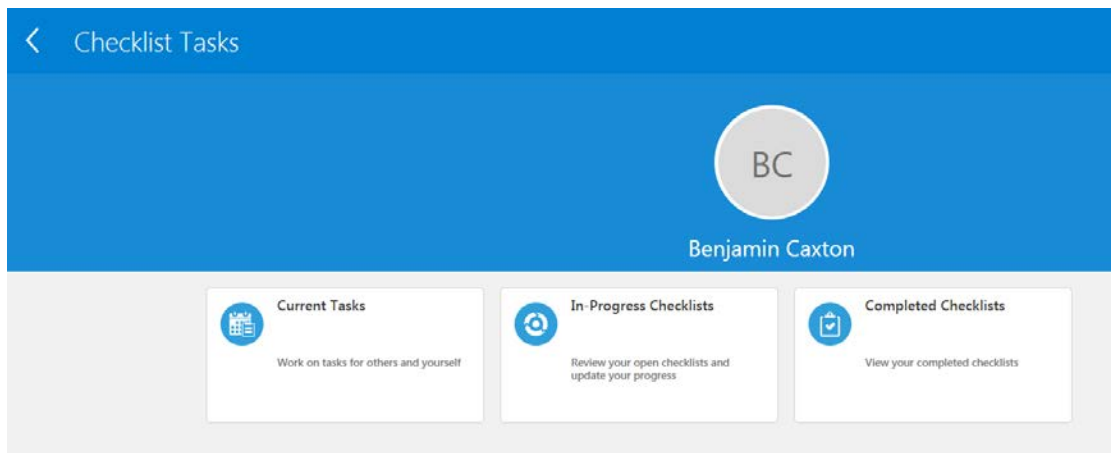 Checklist Tasks
BC
Benjamin Caxton
Current Tasks
Work on tasks for others and yourself
In-Progress Checklists
Review your open checklists and
update your progress
Completed Checklists
View your completed checklists